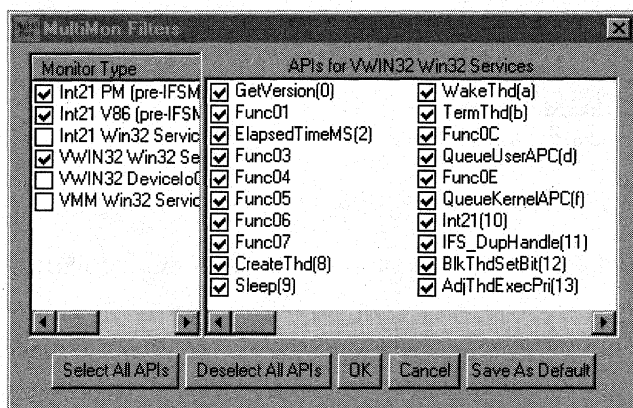 MultiMon Filters
Monitor Type
Int21 PM (pre-IFSM
Int21 V86 (pre-IFSM
Int21 Win32 Servic
VWIN32 Win32 Se
VWIN32 DeviceIoC
VMM Win32 Servic
APIs for VWIN32 Win32 Services
GetVersion(0)
Func01
ElapsedTimeMS(2)
Func03
Func04
Func05
Func06
Func07
CreateThd(8)
Sleep(9)
WakeThd(a)
TermThd(b)
Func0C
QueueUserAPC(d)
Func0E
QueueKernelAPC(f)
Int21(10)
IFS_DupHandle(11)
BlkThdSetBit(12)
AdjThdExecPri(13)
Select All APIs
Deselect All APIs
OK
Cancel
Save As Default